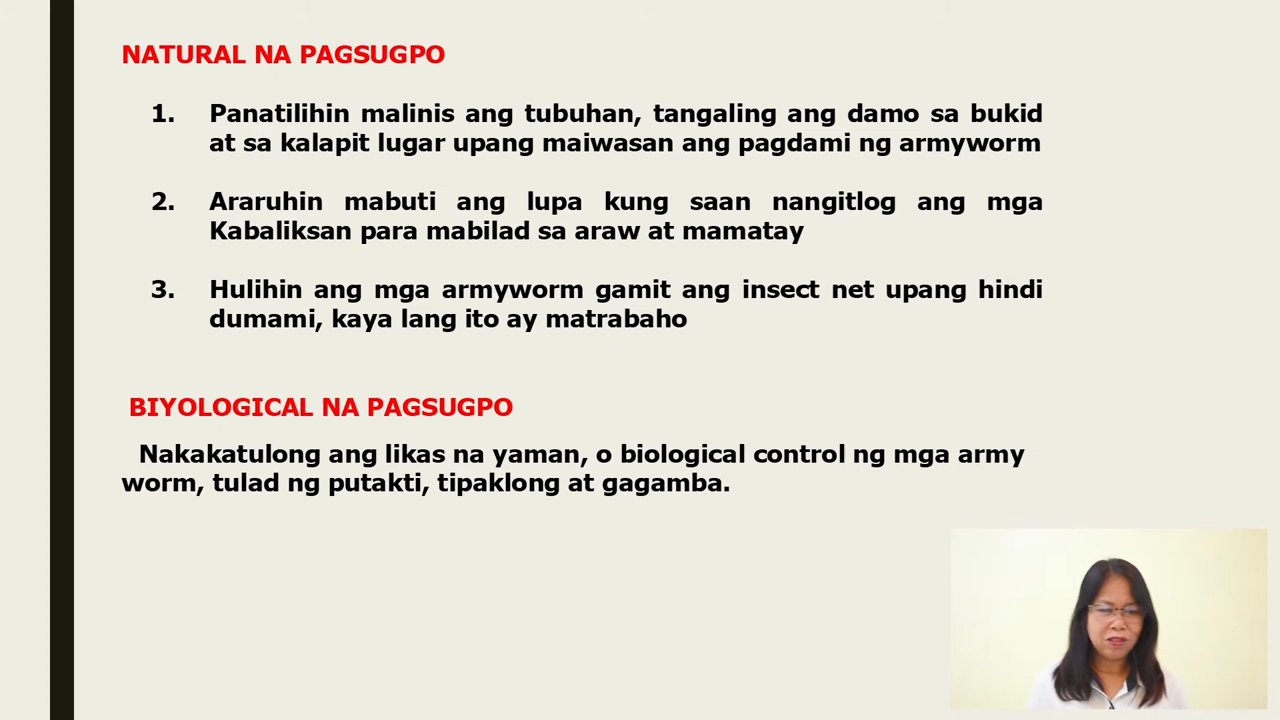 NATURAL NA PAGSUGPO
1. Panatilihin malinis ang tubuhan, tangaling ang damo sa bukid
at sa kalapit lugar upang maiwasan ang pagdami ng armyworm
2. Araruhin mabuti ang lupa kung saan nangitlog ang mga
Kabaliksan para mabilad sa araw at mamatay
3. Hulihin ang mga armyworm gamit ang insect net upang hindi
dumami, kaya lang ito ay matrabaho
BIYOLOGICAL NA PAGSUGPO
Nakakatulong ang likas na yaman, o biological control ng mga army
worm, tulad ng putakti, tipaklong at gagamba.